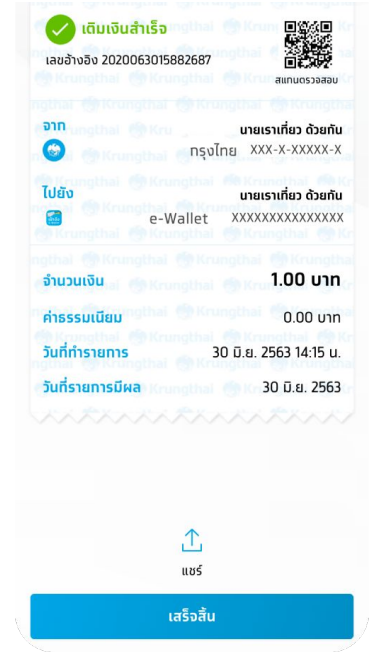 เติมเงินสำเร็จ
เลขอ้างอิง 2020063015882687
สแกนตรวจสอบ
จาก
นายเราเที่ยว ด้วยกัน
กรุงไทย XXX-X-XXXXX-X
ไปยัง
นายเราเที่ยว ด้วยกัน
e-Wallet XXXXXXXXXXXXXXX
จำนวนเงิน 1.00 บาท
ค่าธรรมเนียม 0.00 บาท
วันที่ทำรายการ 30 มิ.ย. 2563 14:15 น.
วันที่รายการมีผล 30 มิ.ย. 2563
แชร์
เสร็จสิ้น